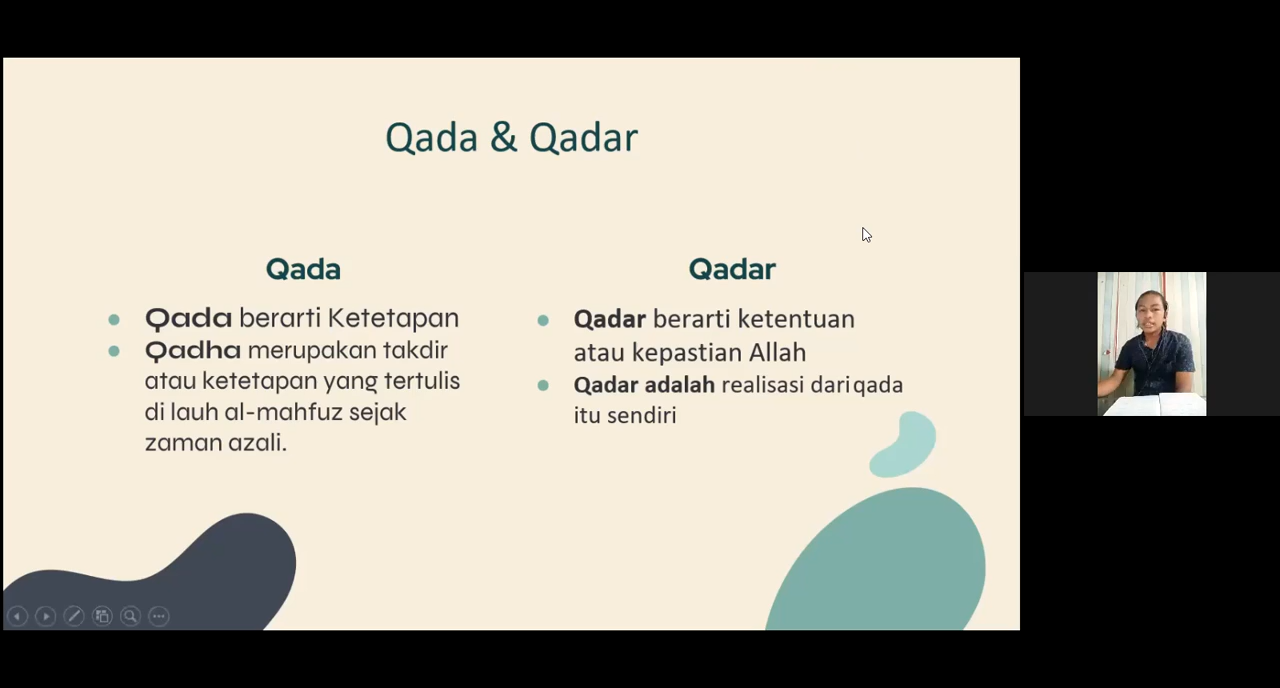 Qada & Qadar
Qada
Qada berarti Ketetapan
Qadha merupakan takdir
atau ketetapan yang tertulis
di lauh al-mahfuz sejak
zaman azali.
Qadar
Qadar berarti ketentuan
atau kepastian Allah
Qadar adalah realisasi dari qada
itu sendiri